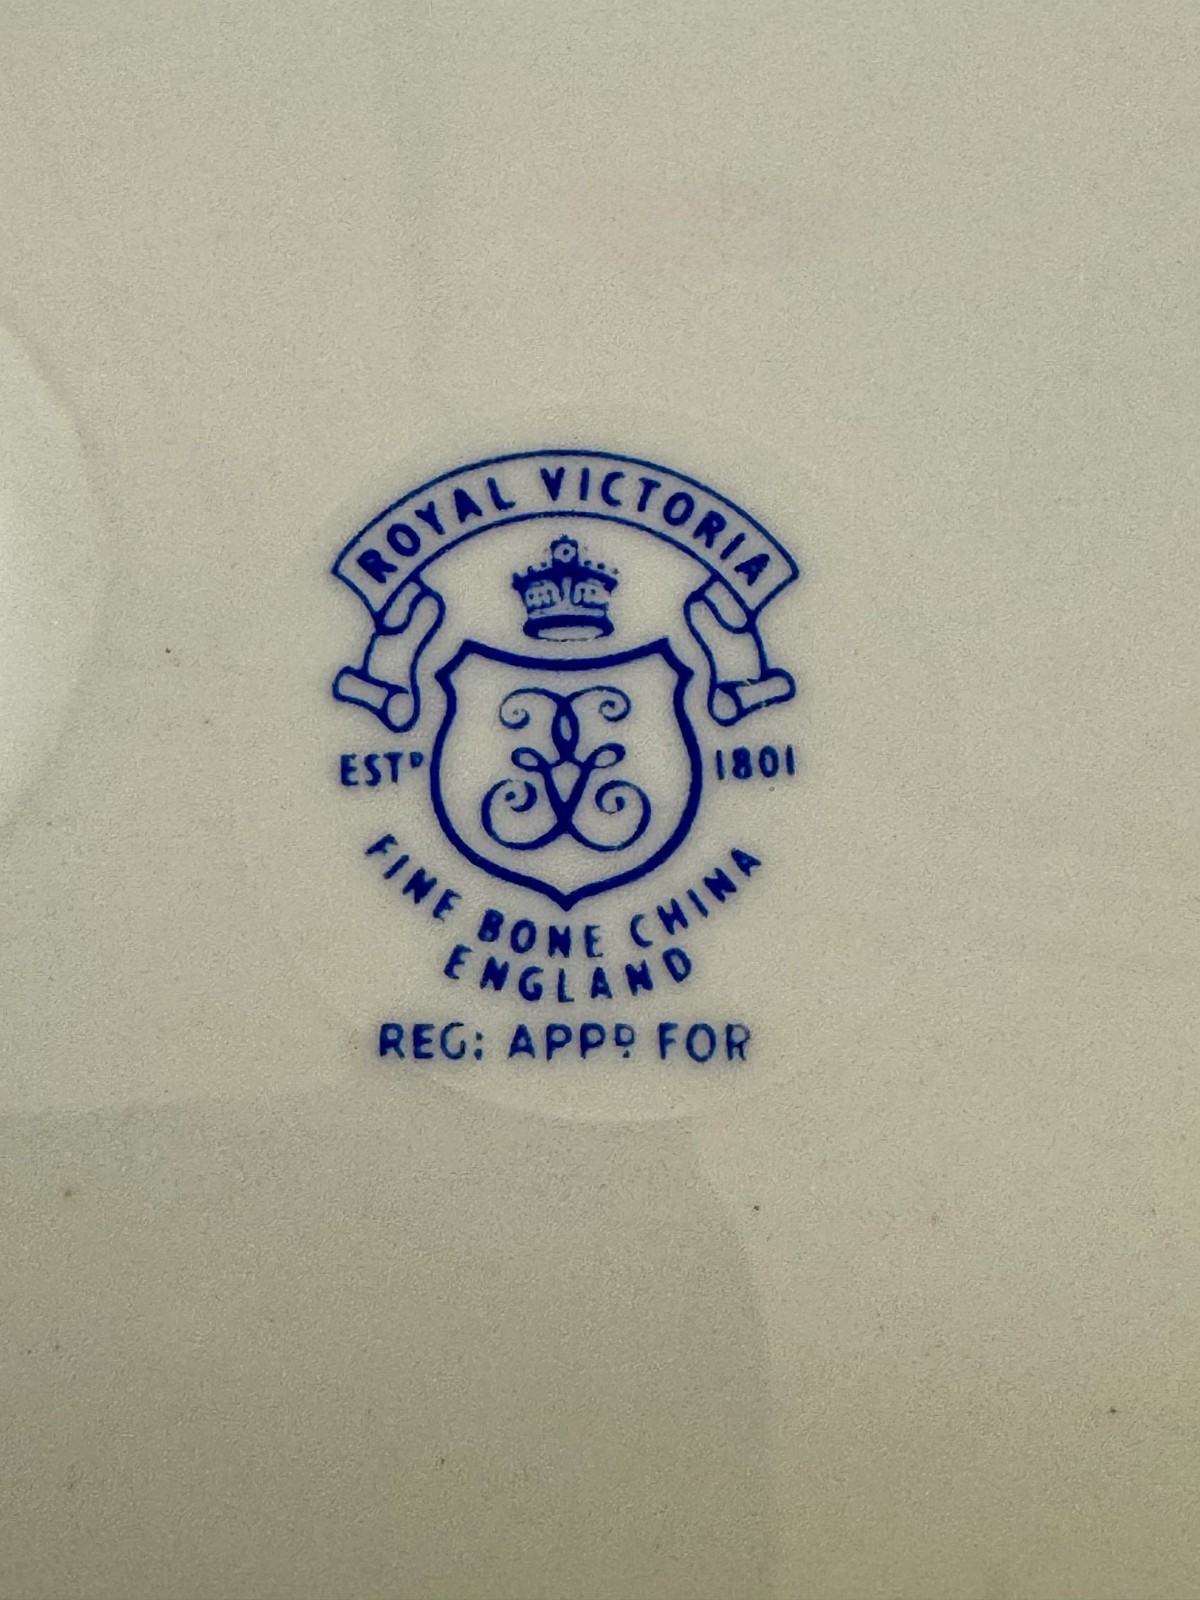 ROYAL VICTORIA
ESTᴰ 1801
FINE BONE CHINA
ENGLAND
REG: APPᴰ FOR